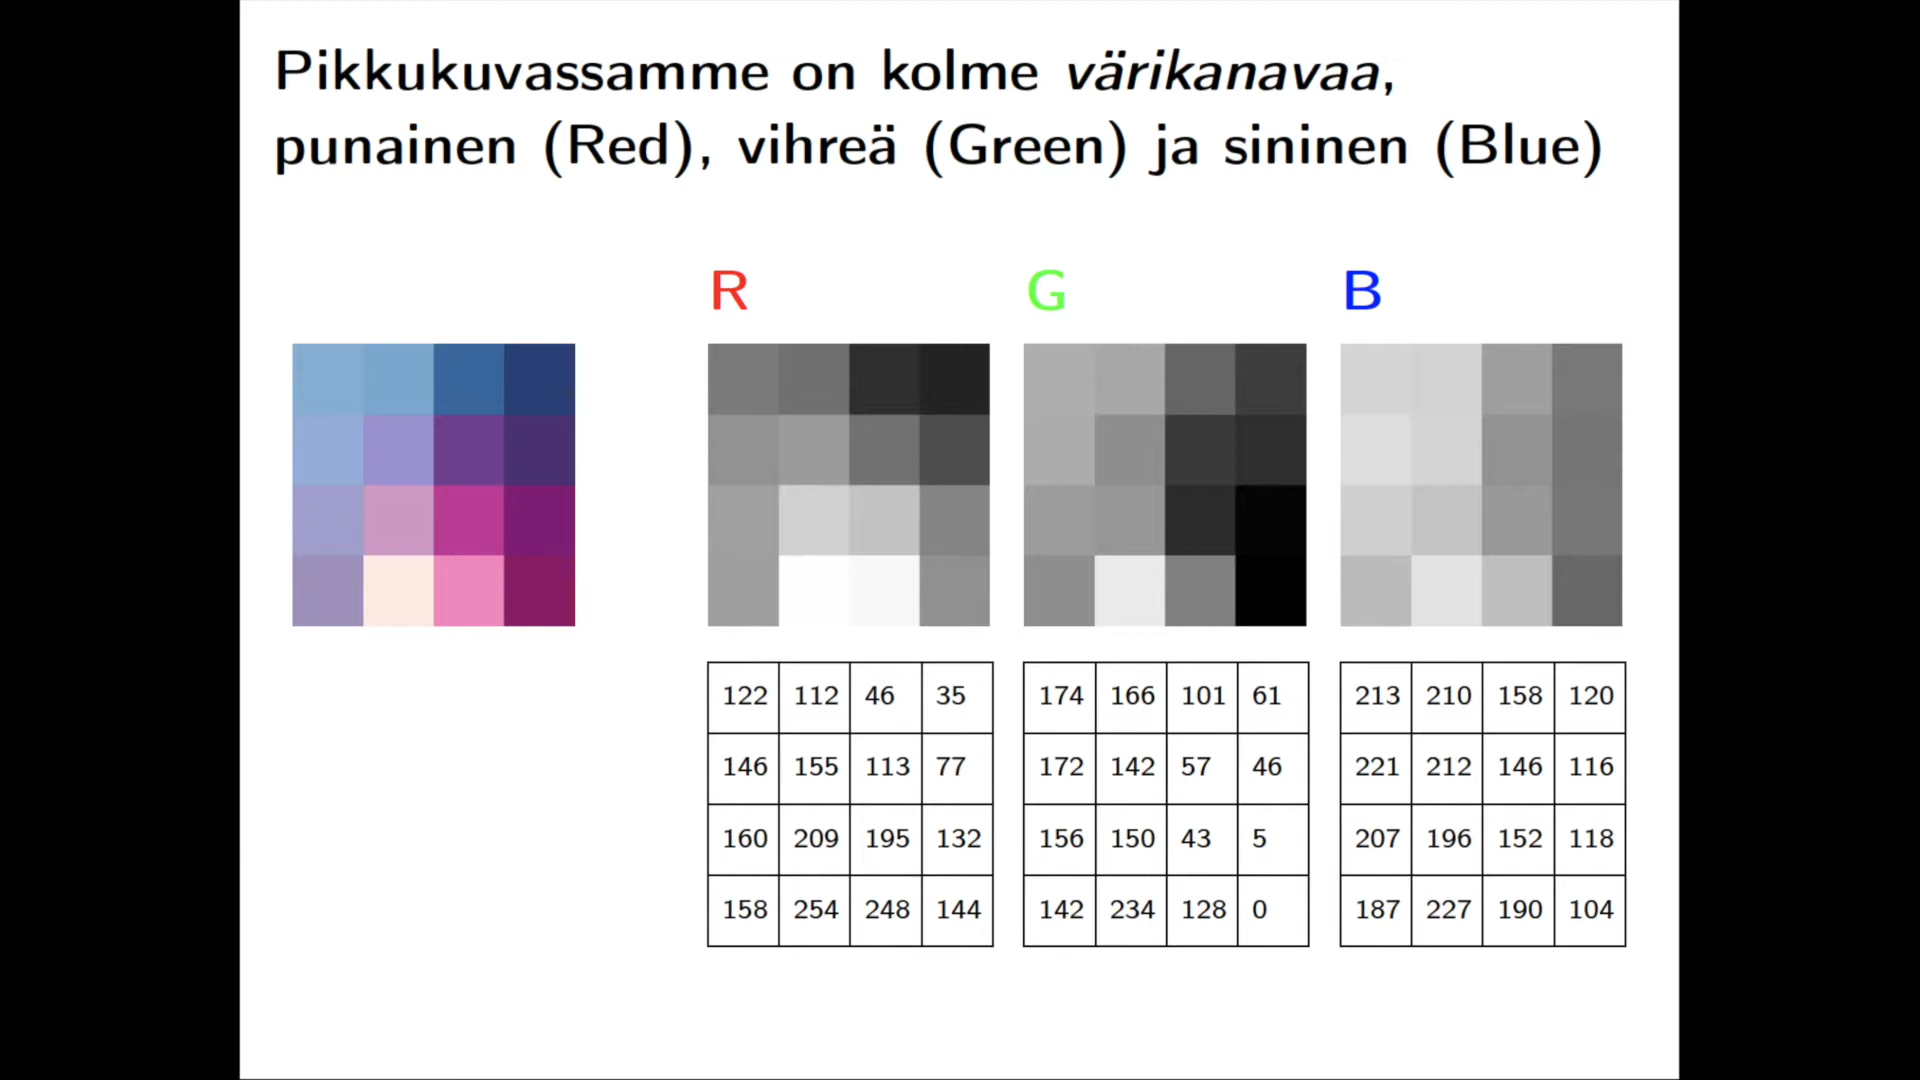 Pikkukuvassamme on kolme värikanavaa,
punainen (Red), vihreä (Green) ja sininen (Blue)
R G B
122 112 46 35 174 166 101 61 213 210 158 120
146 155 113 77 172 142 57 46 221 212 146 116
160 209 195 132 156 150 43 5 207 196 152 118
158 254 248 144 142 234 128 0 187 227 190 104